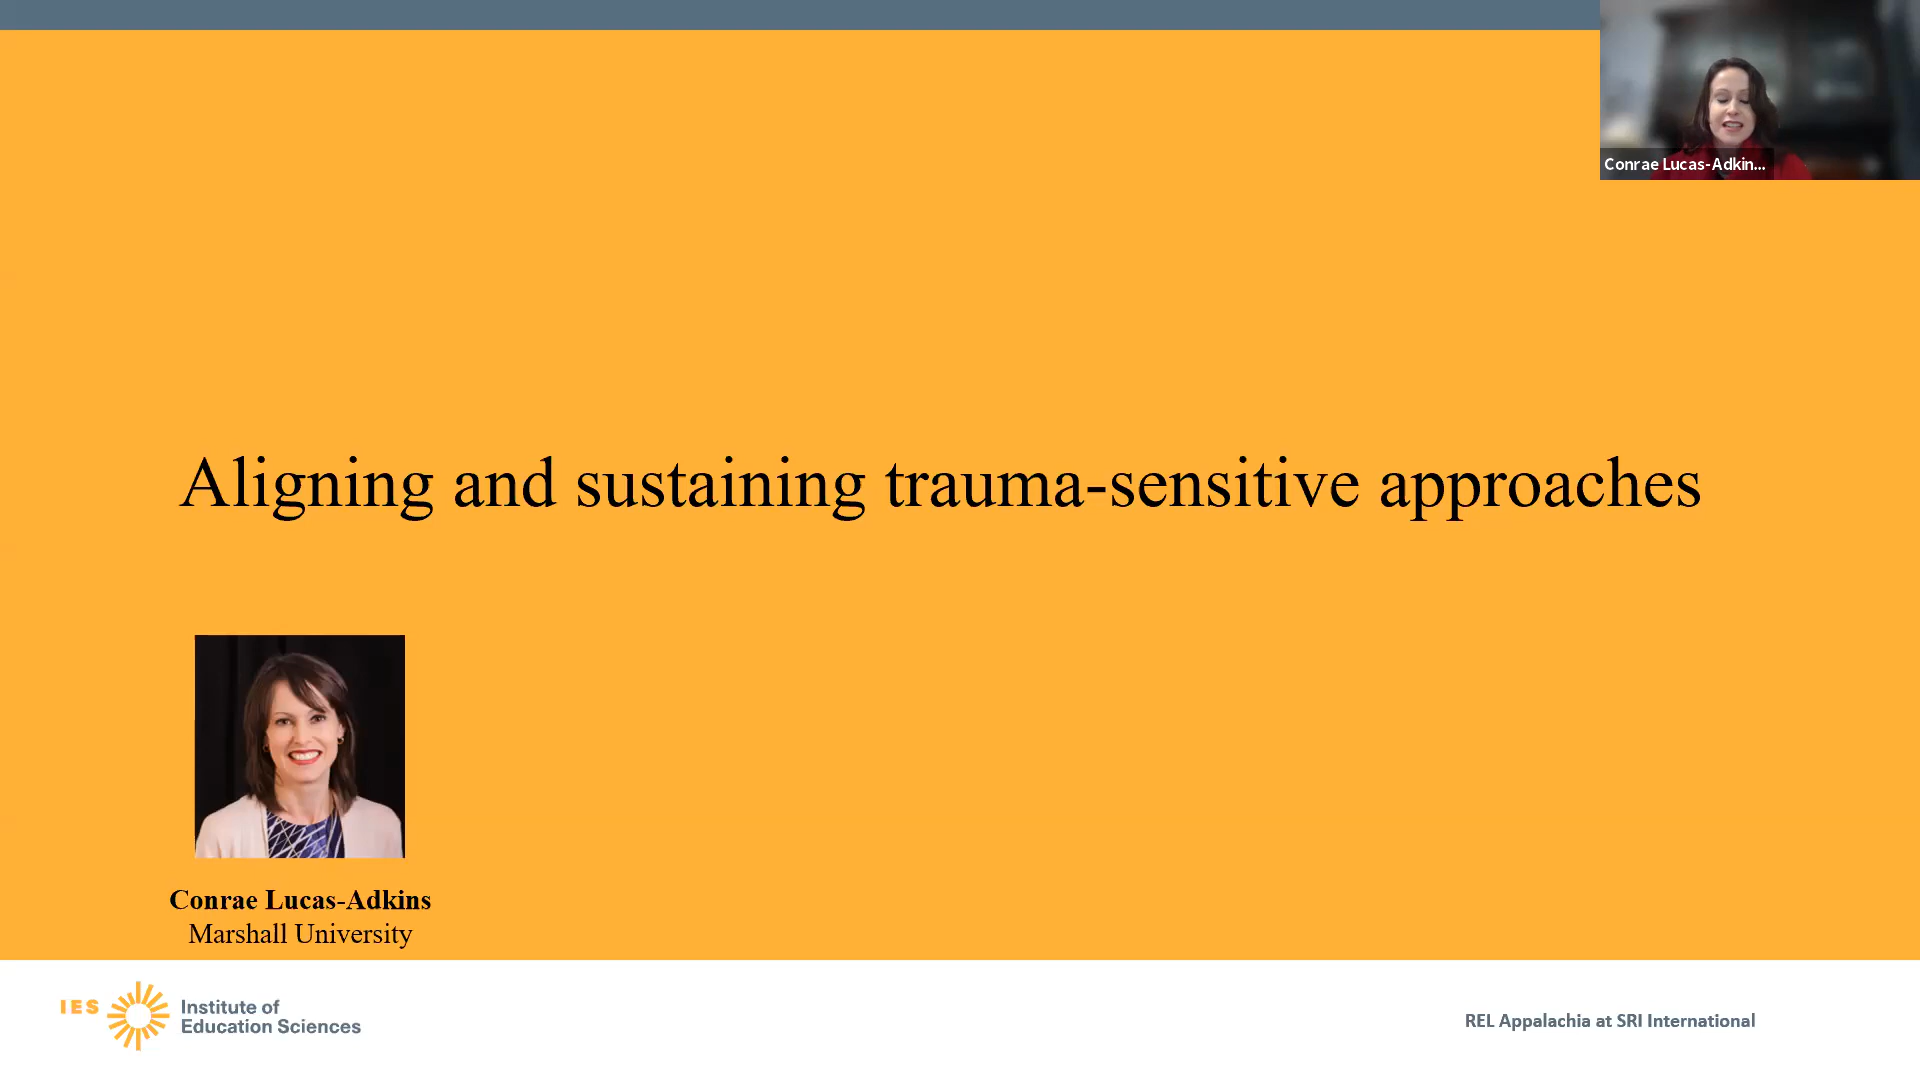 Conrae Lucas-Adkin...
Aligning and sustaining trauma-sensitive approaches
Conrae Lucas-Adkins
Marshall University
IES
Institute of
Education Sciences
REL Appalachia at SRI International